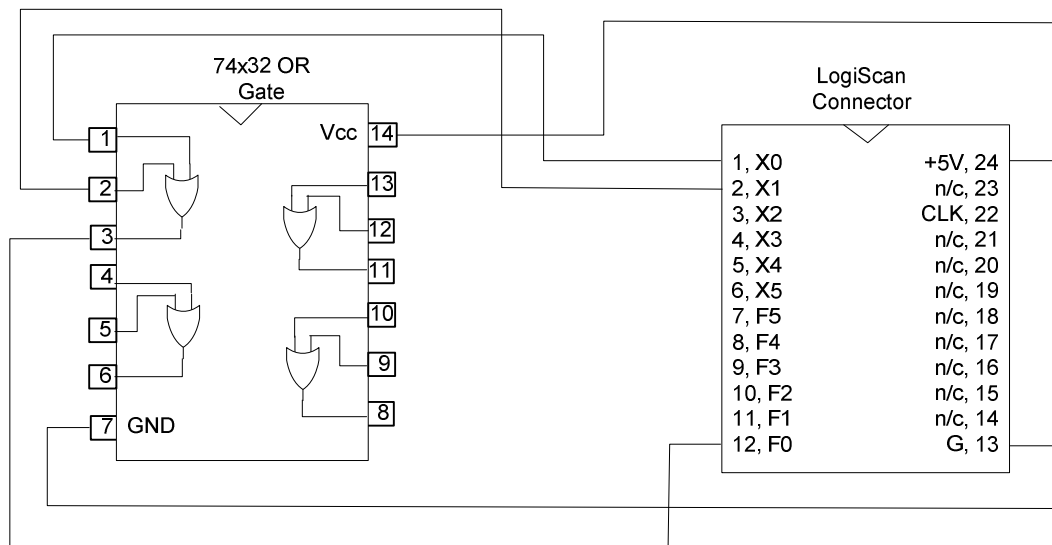 74x32 OR
Gate
1
2
3
4
5
6
7
GND
Vcc
14
13
12
11
10
9
8
LogiScan
Connector
1, X0
2, X1
3, X2
4, X3
5, X4
6, X5
7, F5
8, F4
9, F3
10, F2
11, F1
12, F0
+5V, 24
n/c, 23
CLK, 22
n/c, 21
n/c, 20
n/c, 19
n/c, 18
n/c, 17
n/c, 16
n/c, 15
n/c, 14
G, 13